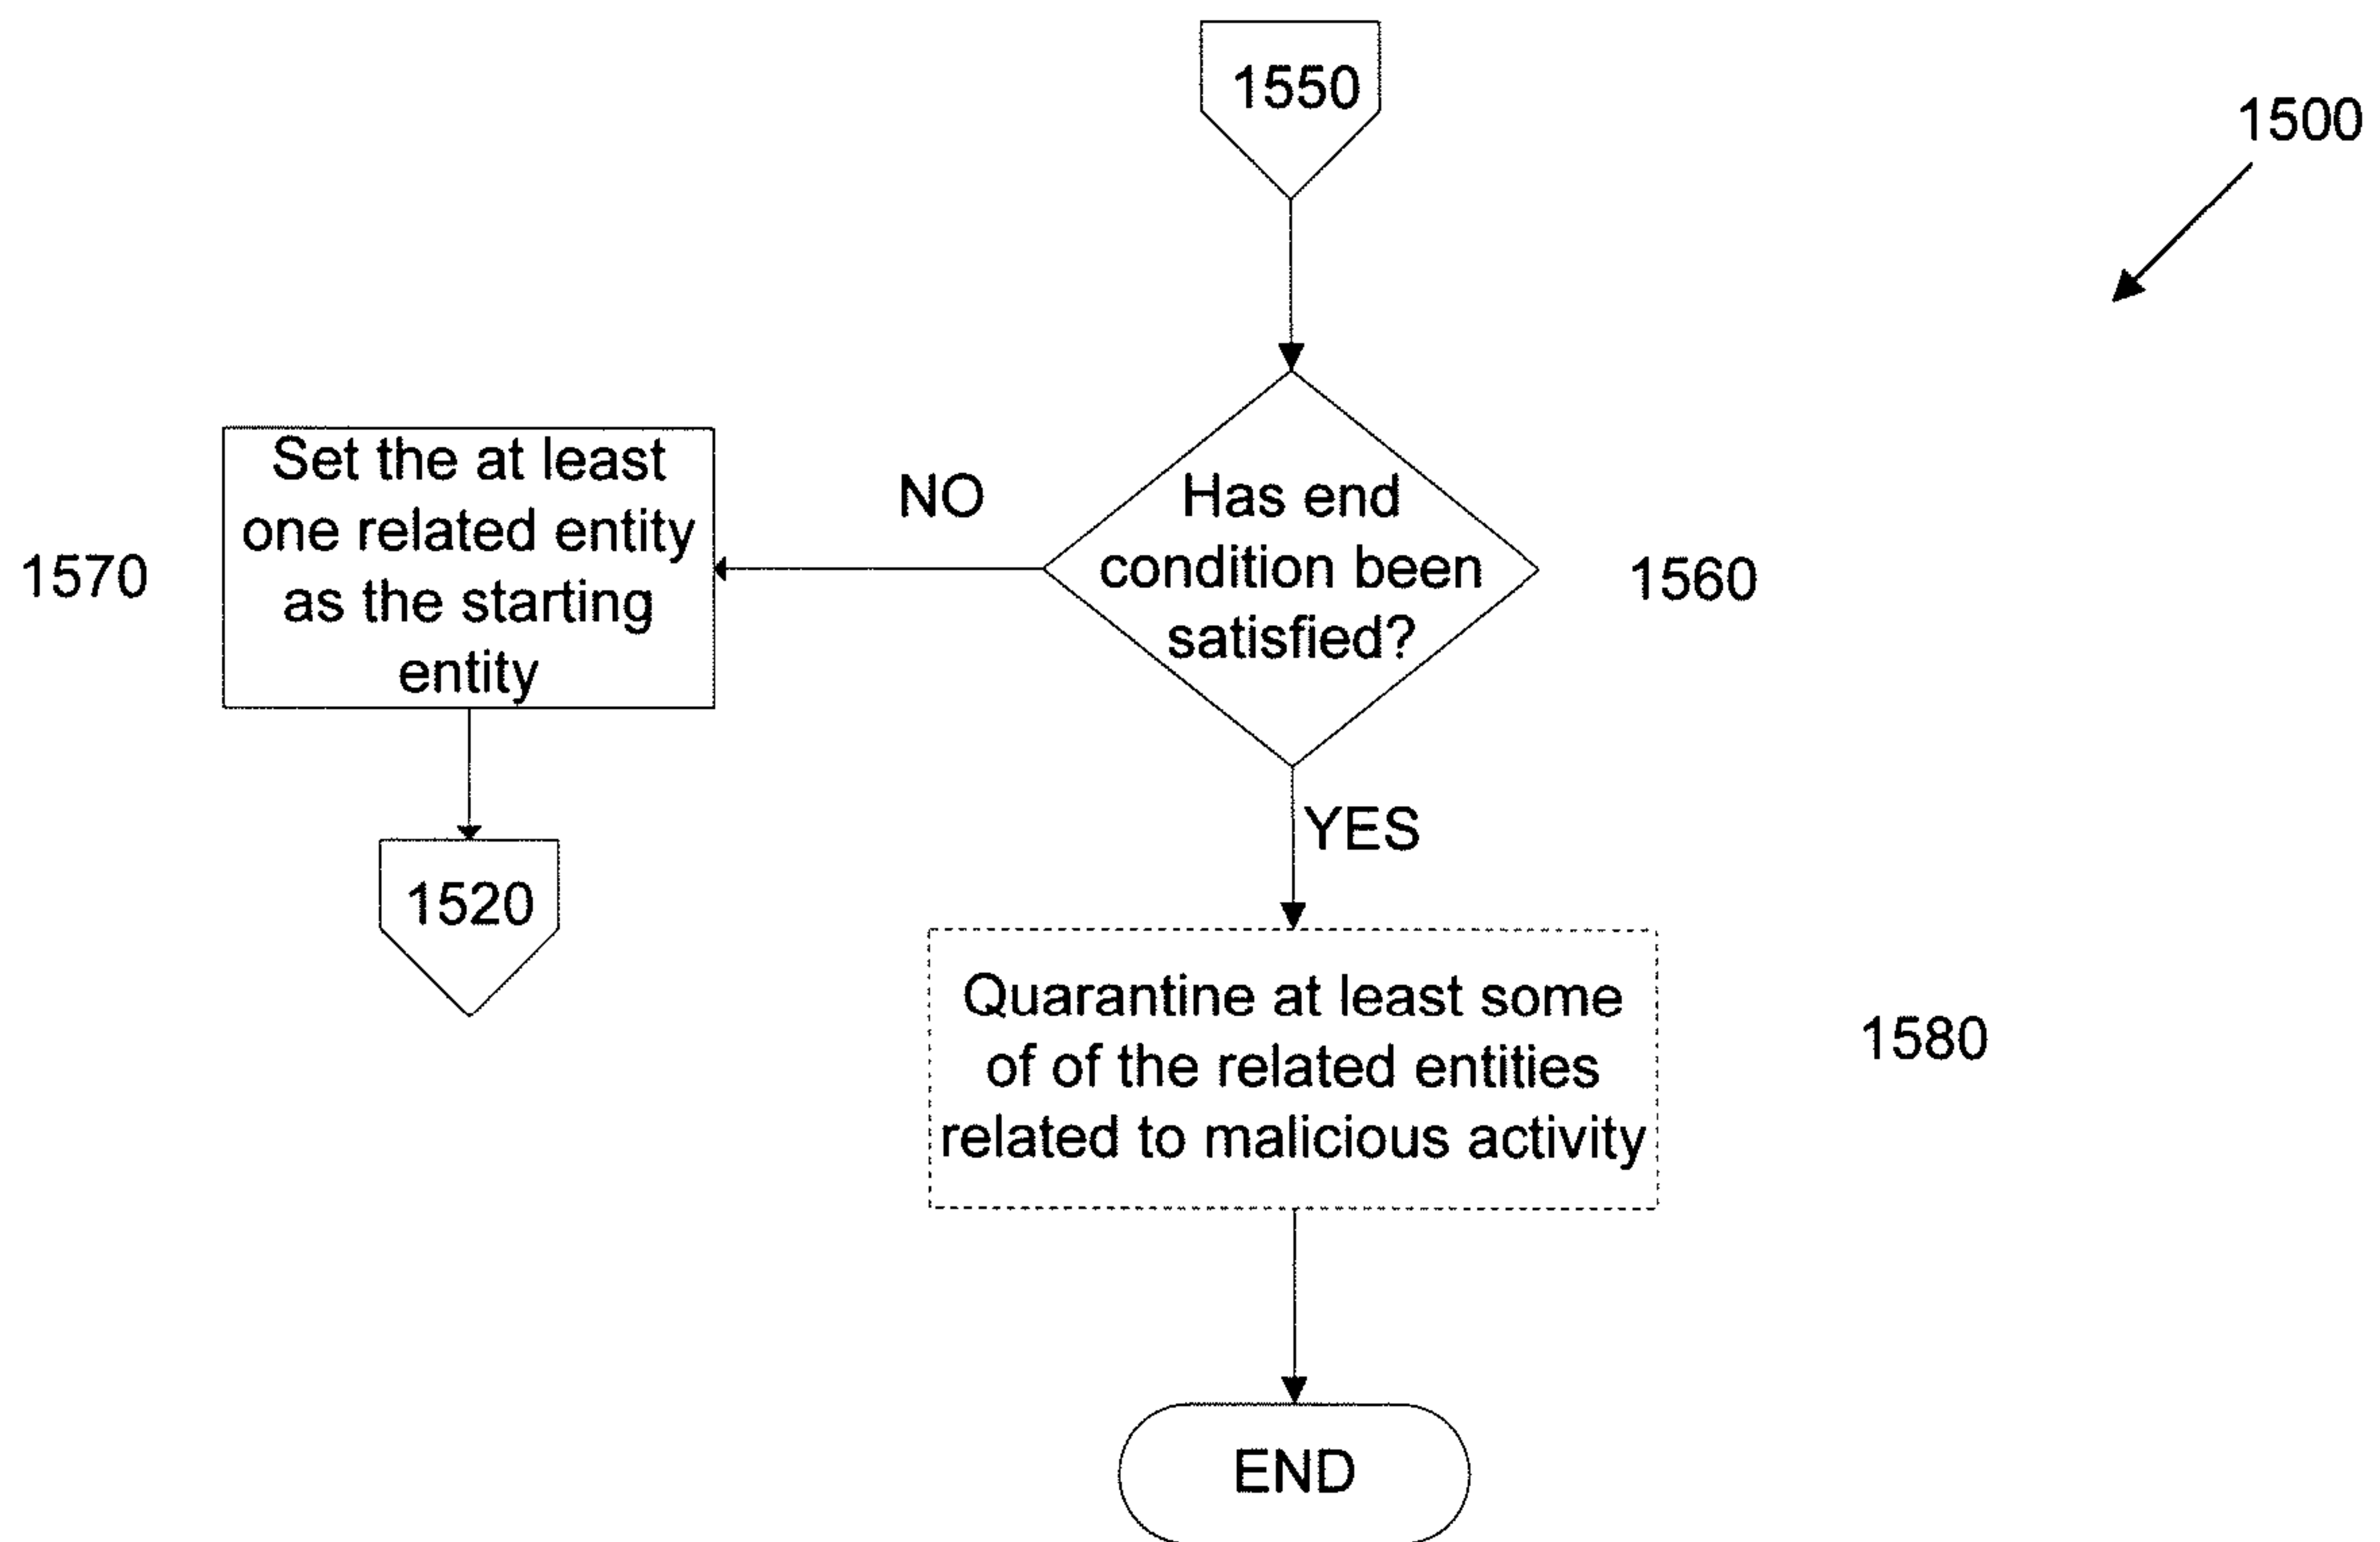 1550
1500
Set the at least
one related entity
as the starting
entity
1570
NO
Has end
condition been
satisfied?
1560
YES
1520
Quarantine at least some
of of the related entities
related to malicious activity
1580
END